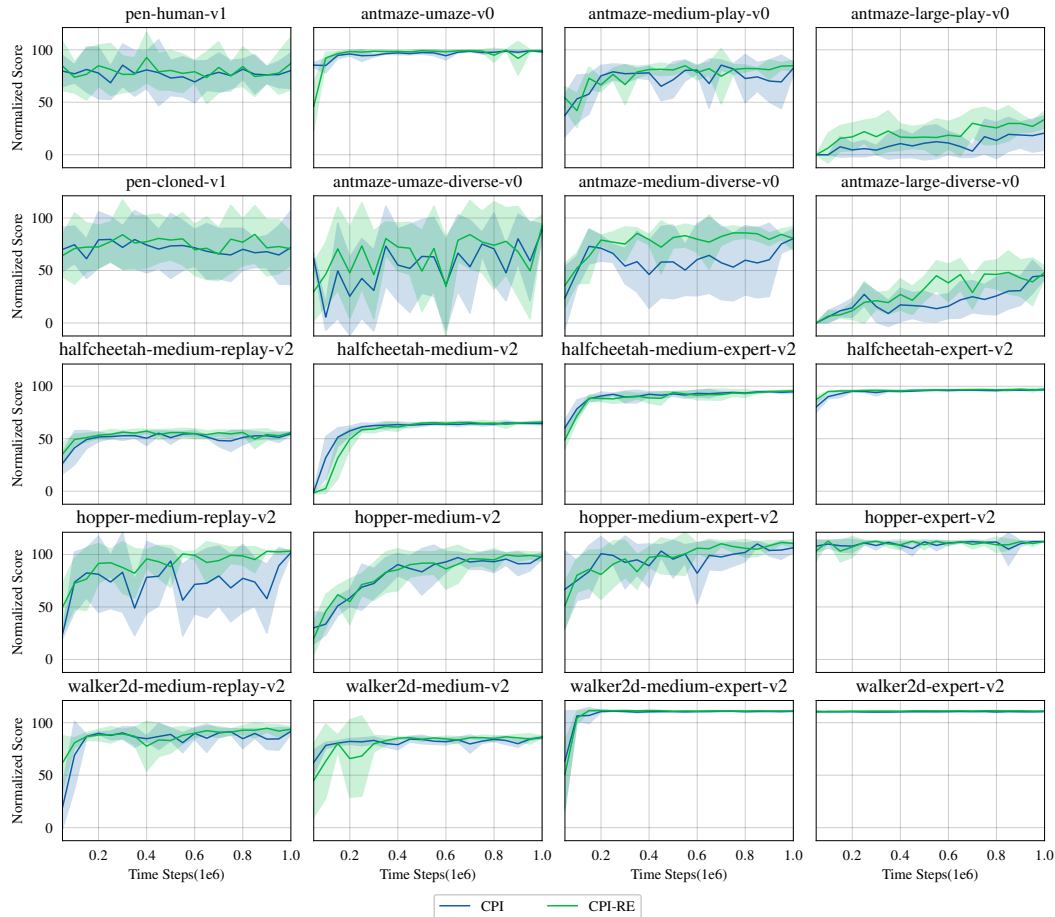 pen-human-v1 antmaze-umaze-v0 antmaze-medium-play-v0 antmaze-large-play-v0
Normalized Score
100
50
0
pen-cloned-v1 antmaze-umaze-diverse-v0 antmaze-medium-diverse-v0 antmaze-large-diverse-v0
Normalized Score
100
50
0
halfcheetah-medium-replay-v2 halfcheetah-medium-v2 halfcheetah-medium-expert-v2 halfcheetah-expert-v2
Normalized Score
100
50
0
hopper-medium-replay-v2 hopper-medium-v2 hopper-medium-expert-v2 hopper-expert-v2
Normalized Score
100
50
0
walker2d-medium-replay-v2 walker2d-medium-v2 walker2d-medium-expert-v2 walker2d-expert-v2
Normalized Score
100
50
0
0.2 0.4 0.6 0.8 1.0 0.2 0.4 0.6 0.8 1.0 0.2 0.4 0.6 0.8 1.0 0.2 0.4 0.6 0.8 1.0
Time Steps(1e6) Time Steps(1e6) Time Steps(1e6) Time Steps(1e6)
CPI CPI-RE